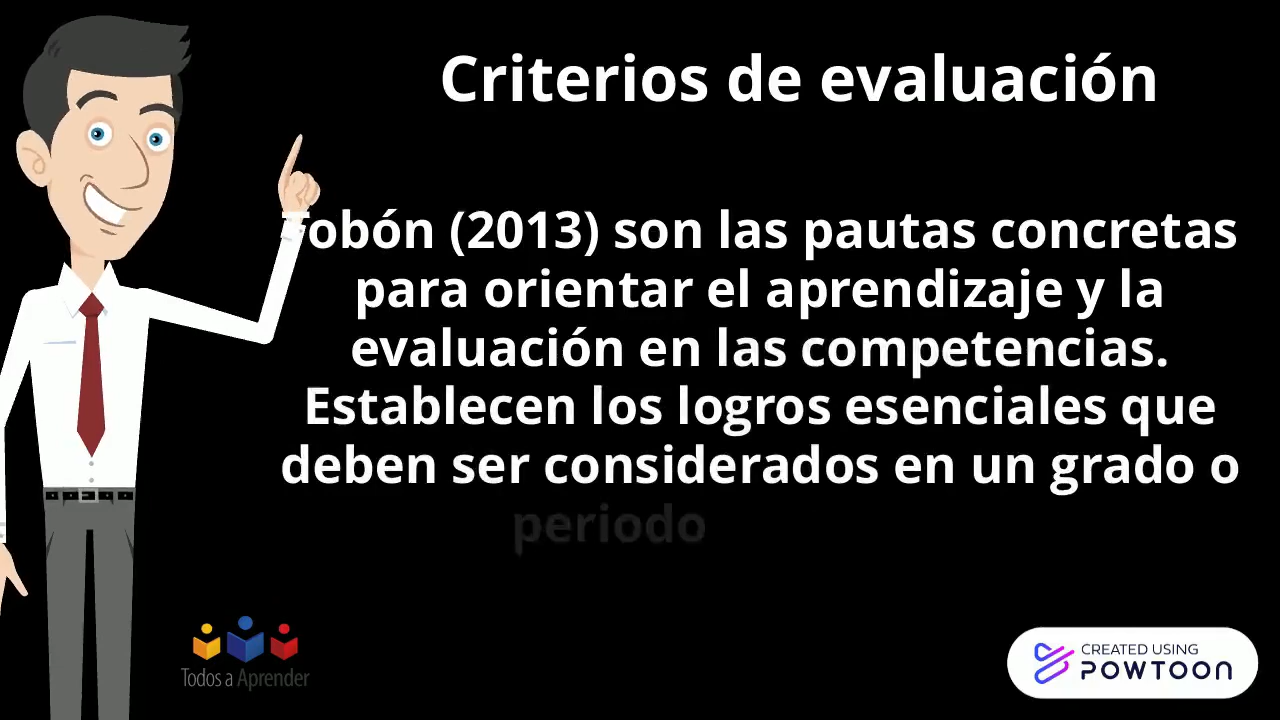 Criterios de evaluación
Tobón (2013) son las pautas concretas
para orientar el aprendizaje y la
evaluación en las competencias.
Establecen los logros esenciales que
deben ser considerados en un grado o
periodo
Todos a Aprender
CREATED USING
POWTOON